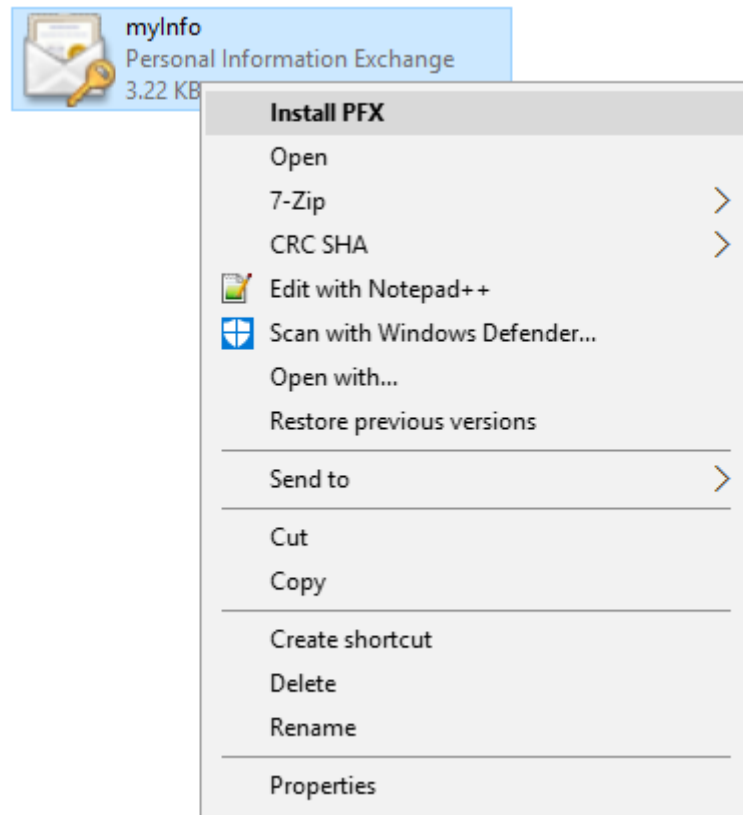 myInfo
Personal Information Exchange
3.22 KB
Install PFX
Open
7-Zip
CRC SHA
Edit with Notepad++
Scan with Windows Defender...
Open with...
Restore previous versions
Send to
Cut
Copy
Create shortcut
Delete
Rename
Properties